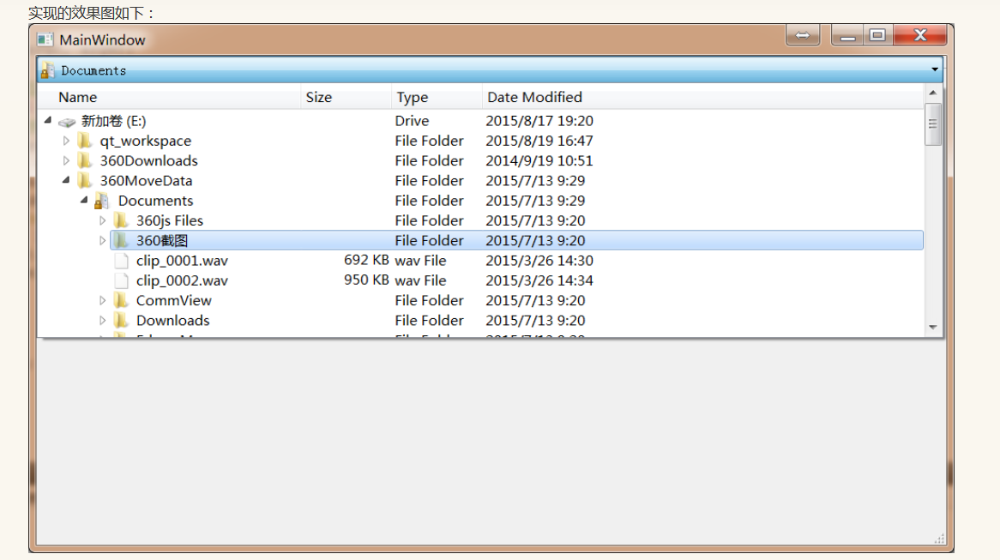 实现的效果图如下：
MainWindow
Documents
Name Size Type Date Modified
新加卷 (E:) Drive 2015/8/17 19:20
qt_workspace File Folder 2015/8/19 16:47
360Downloads File Folder 2014/9/19 10:51
360MoveData File Folder 2015/7/13 9:29
Documents File Folder 2015/7/13 9:29
360js Files File Folder 2015/7/13 9:20
360截图 File Folder 2015/7/13 9:20
clip_0001.wav 692 KB wav File 2015/3/26 14:30
clip_0002.wav 950 KB wav File 2015/3/26 14:34
CommView File Folder 2015/7/13 9:20
Downloads File Folder 2015/7/13 9:20